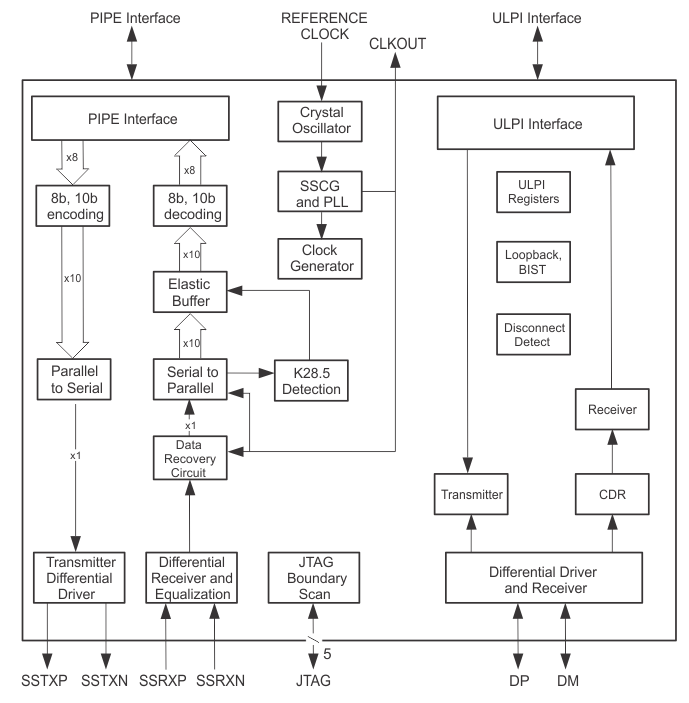 PIPE Interface
REFERENCE
CLOCK
CLKOUT
ULPI Interface
PIPE Interface
x8
8b, 10b
encoding
x10
Parallel
to Serial
x1
Transmitter
Differential
Driver
SSTXP
SSTXN
x8
8b, 10b
decoding
x10
Elastic
Buffer
x10
Serial to
Parallel
x1
Data
Recovery
Circuit
Differential
Receiver and
Equalization
SSRXP
SSRXN
Crystal
Oscillator
SSCG
and PLL
Clock
Generator
K28.5
Detection
JTAG
Boundary
Scan
5
JTAG
ULPI Interface
ULPI
Registers
Loopback,
BIST
Disconnect
Detect
Receiver
Transmitter
CDR
Differential Driver
and Receiver
DP
DM